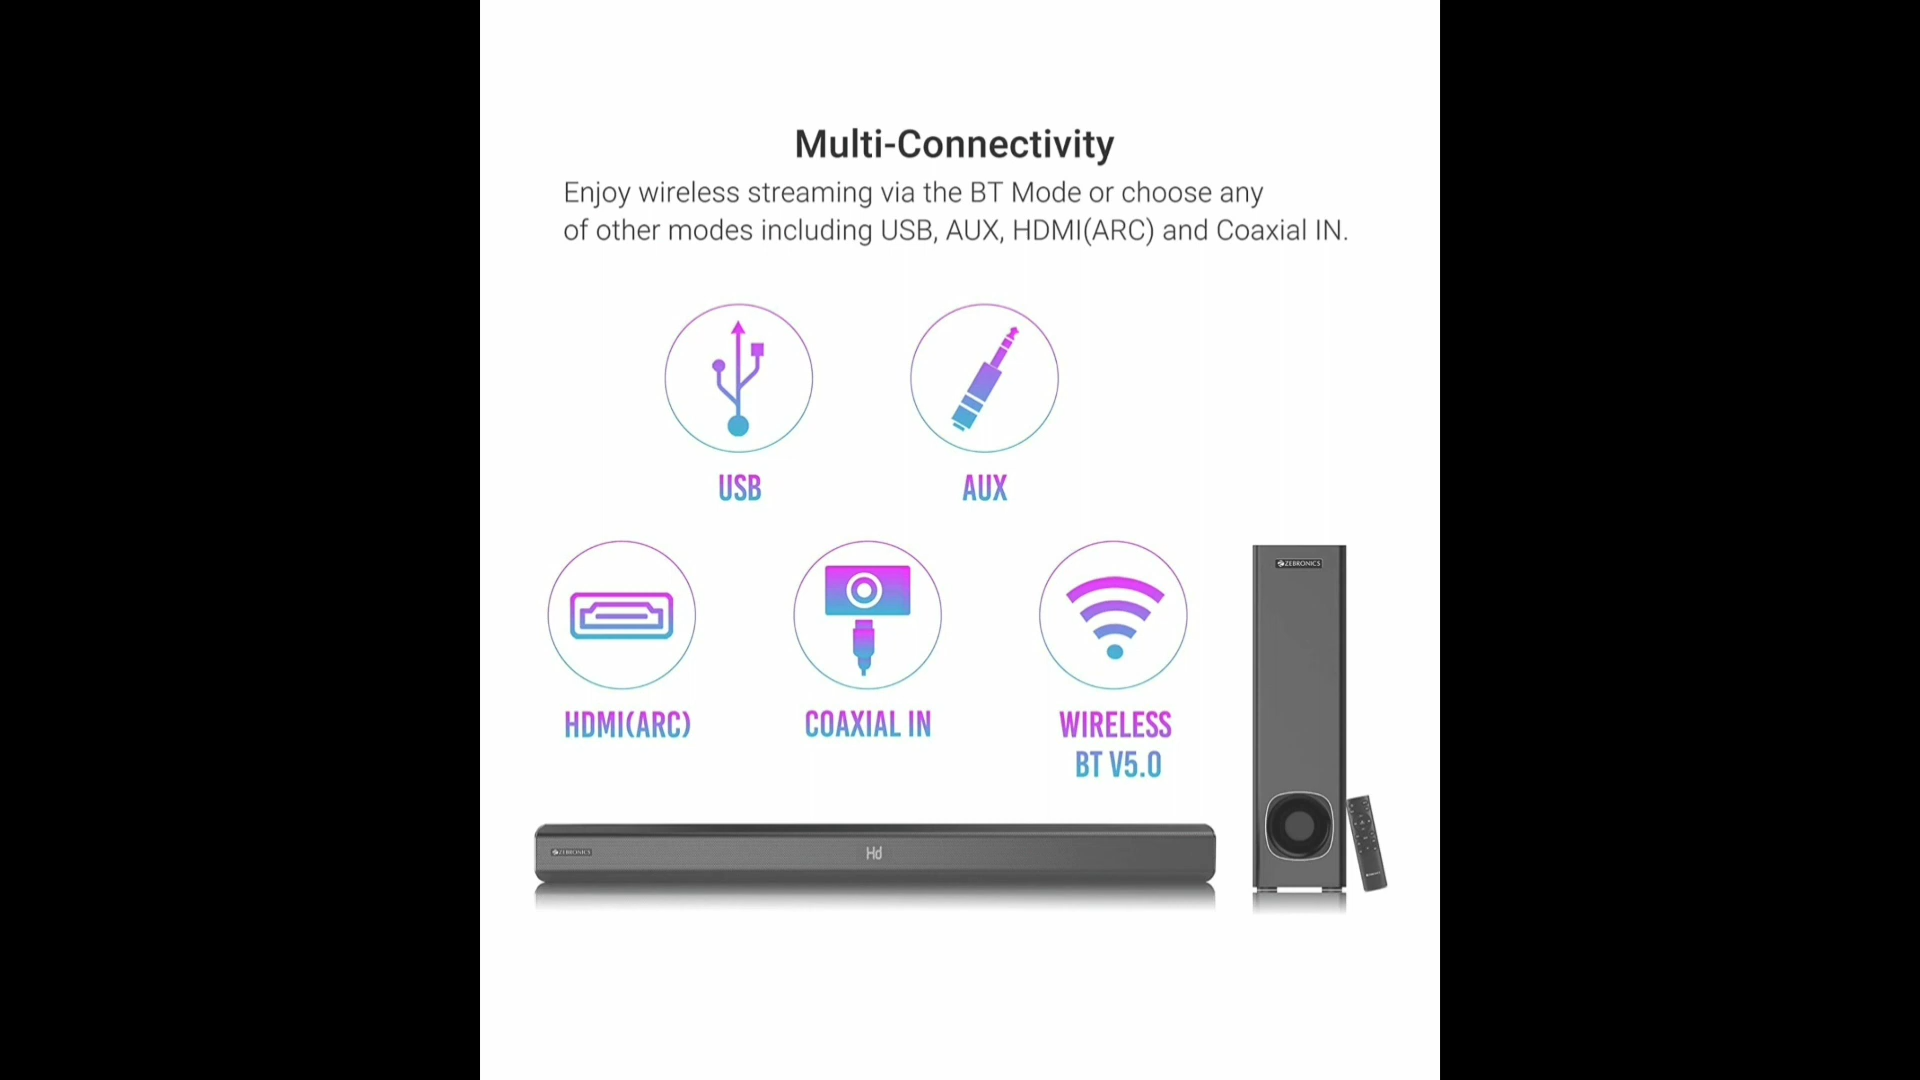 Multi-Connectivity
Enjoy wireless streaming via the BT Mode or choose any
of other modes including USB, AUX, HDMI(ARC) and Coaxial IN.
USB
AUX
HDMI(ARC)
COAXIAL IN
WIRELESS
BT V5.0
ZEBRONICS
ZEBRONICS
Hd